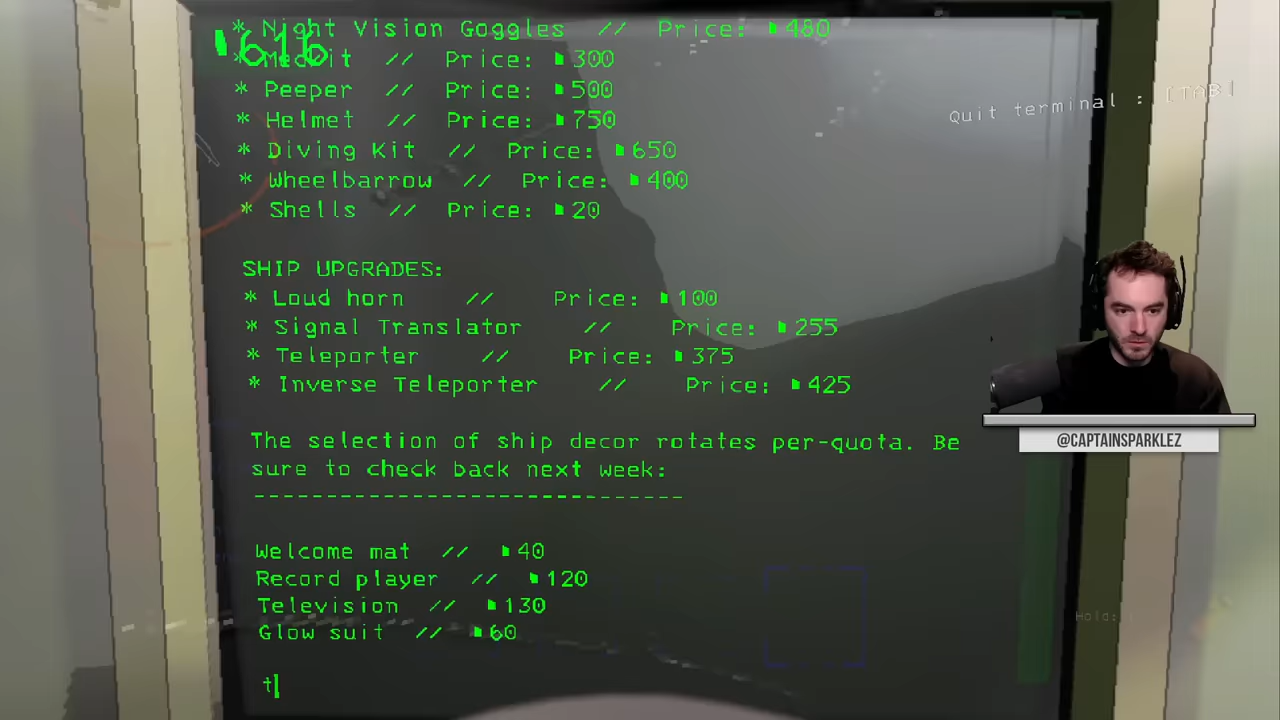 * Night Vision Goggles // Price: ▮480
▮616
* Medkit // Price: ▮300
* Peeper // Price: ▮500
Quit terminal : [TAB]
* Helmet // Price: ▮750
* Diving Kit // Price: ▮650
* Wheelbarrow // Price: ▮400
* Shells // Price: ▮20
SHIP UPGRADES:
* Loud horn // Price: ▮100
* Signal Translator // Price: ▮255
* Teleporter // Price: ▮375
* Inverse Teleporter // Price: ▮425
@CAPTAINSPARKLEZ
The selection of ship decor rotates per-quota. Be
sure to check back next week:
------------------------------
Welcome mat // ▮40
Record player // ▮120
Television // ▮130
Glow suit // ▮60
Hold:
t